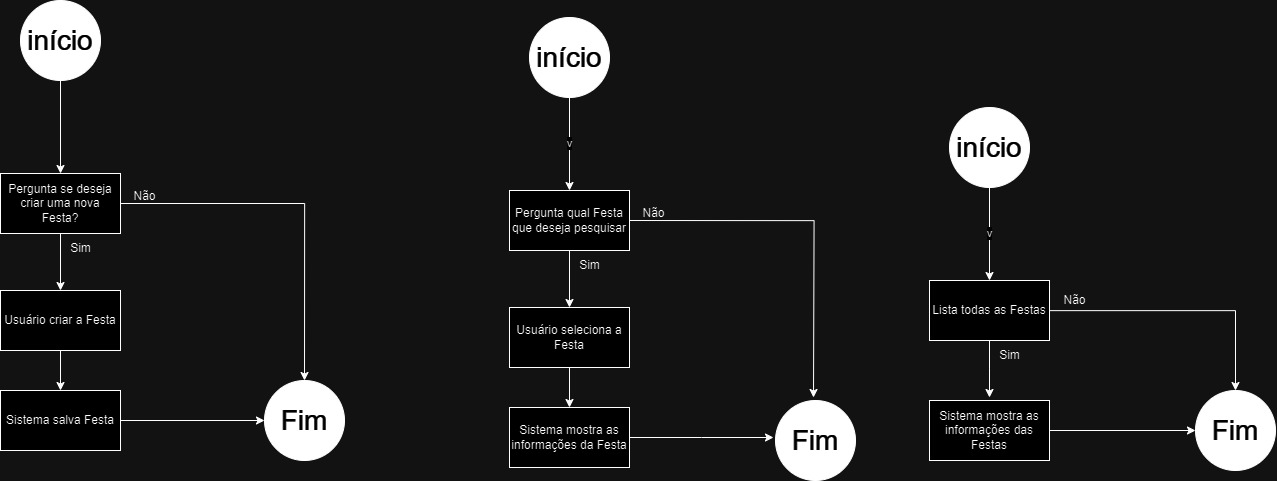 início
Pergunta se deseja
criar uma nova
Festa?
Não
Sim
Usuário criar a Festa
Sistema salva Festa
Fim
início
v
Pergunta qual Festa
que deseja pesquisar
Não
Sim
Usuário seleciona a
Festa
Sistema mostra as
informações da Festa
Fim
início
v
Lista todas as Festas
Não
Sim
Sistema mostra as
informações das
Festas
Fim